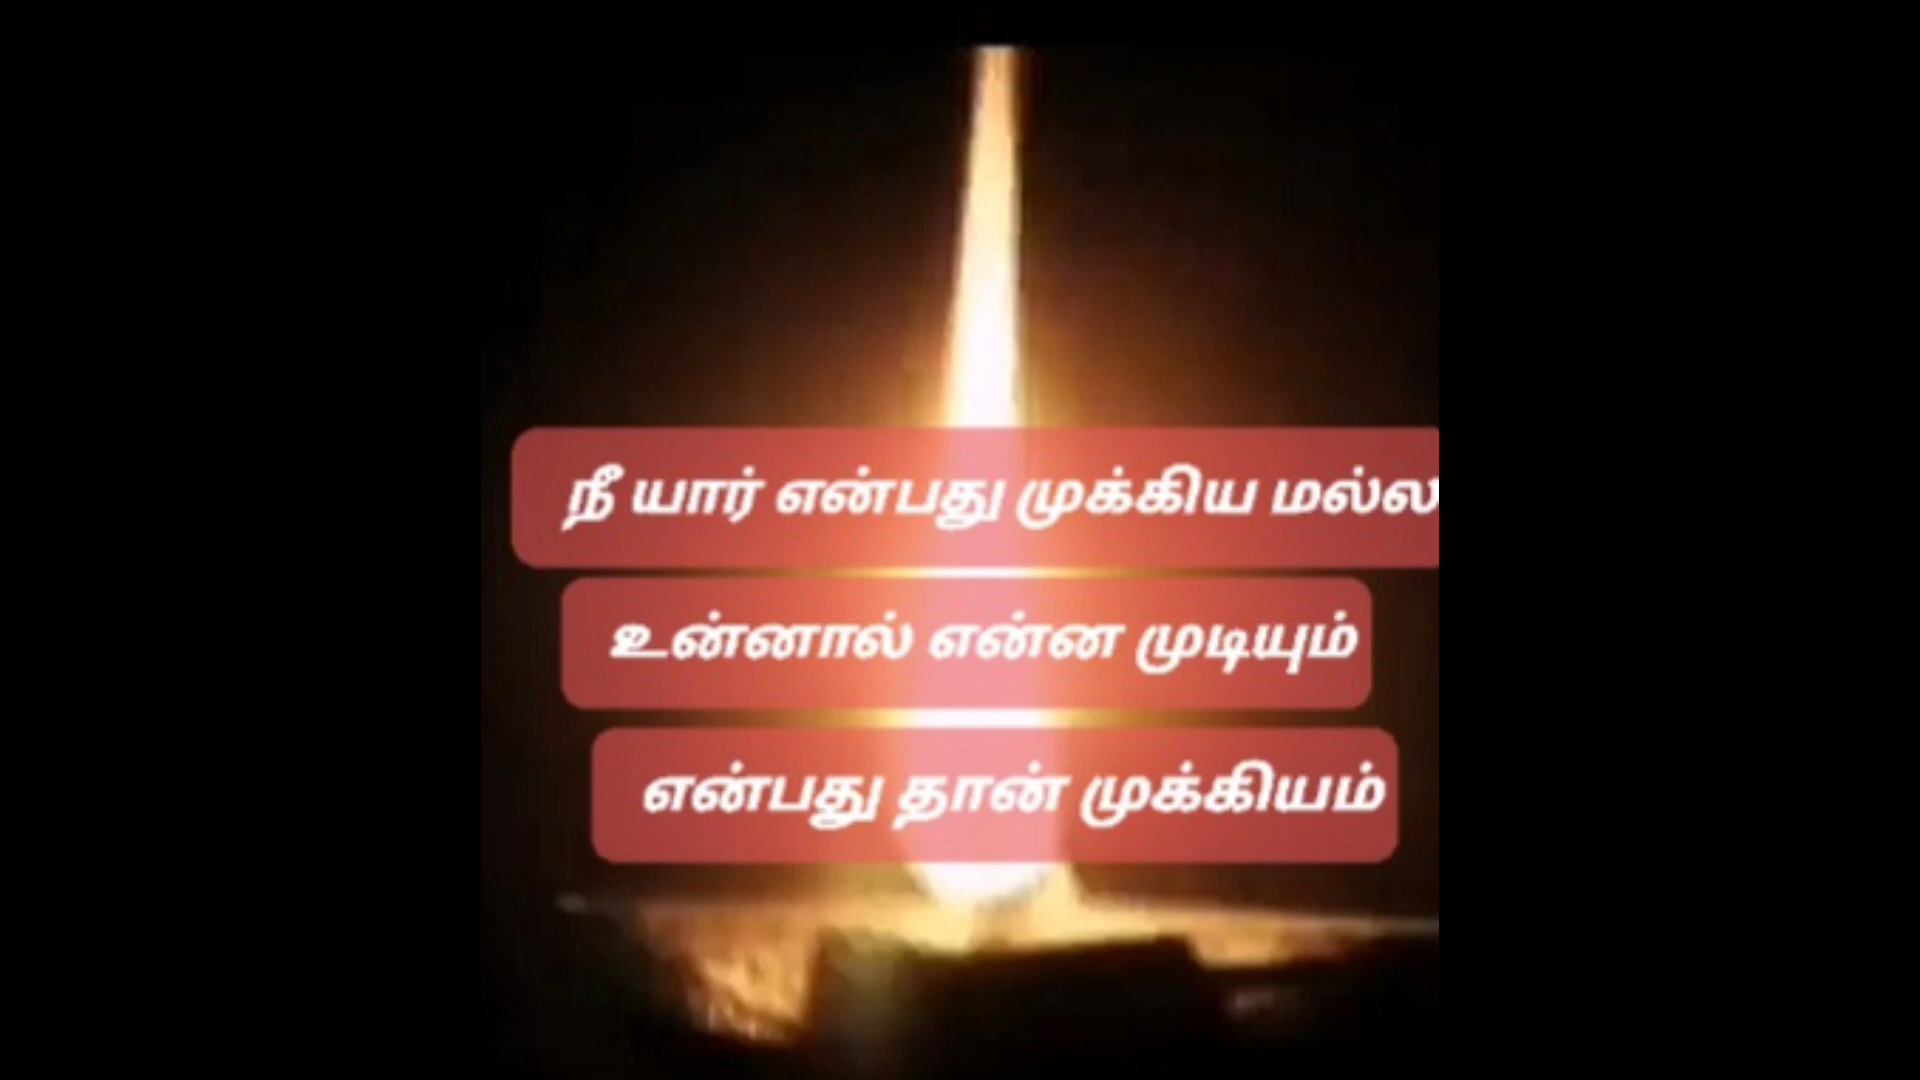 நீ யார் என்பது முக்கிய மல்ல
உன்னால் என்ன முடியும்
என்பது தான் முக்கியம்